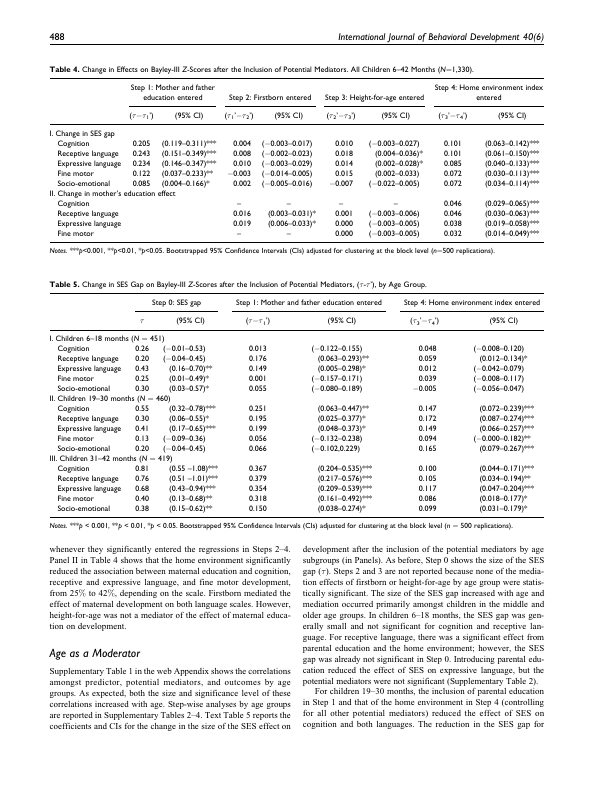 488 International Journal of Behavioral Development 40(6)
Table 4. Change in Effects on Bayley-III Z-Scores after the Inclusion of Potential Mediators. All Children 6–42 Months (N=1,330).
Step 1: Mother and father education entered Step 2: Firstborn entered Step 3: Height-for-age entered Step 4: Home environment index entered
(τ−τ1') (95% CI) (τ1'−τ2') (95% CI) (τ2'−τ3') (95% CI) (τ3'−τ4') (95% CI)
I. Change in SES gap
Cognition 0.205 (0.119–0.311)*** 0.004 (−0.003–0.017) 0.010 (−0.003–0.027) 0.101 (0.063–0.142)***
Receptive language 0.243 (0.151–0.349)*** 0.008 (−0.002–0.023) 0.018 (0.004–0.036)* 0.101 (0.061–0.150)***
Expressive language 0.234 (0.146–0.347)*** 0.010 (−0.003–0.029) 0.014 (0.002–0.028)* 0.085 (0.040–0.133)***
Fine motor 0.122 (0.037–0.233)** −0.003 (−0.014–0.005) 0.015 (0.002–0.033) 0.072 (0.030–0.113)***
Socio-emotional 0.085 (0.004–0.166)* 0.002 (−0.005–0.016) −0.007 (−0.022–0.005) 0.072 (0.034–0.114)***
II. Change in mother's education effect
Cognition – – 0.046 (0.029–0.065)***
Receptive language 0.016 (0.003–0.031)* 0.001 (−0.003–0.006) 0.046 (0.030–0.063)***
Expressive language 0.019 (0.006–0.033)* 0.000 (−0.003–0.005) 0.038 (0.019–0.058)***
Fine motor – – 0.000 (−0.003–0.005) 0.032 (0.014–0.049)***
Notes. ***p<0.001, **p<0.01, *p<0.05. Bootstrapped 95% Confidence Intervals (CIs) adjusted for clustering at the block level (n=500 replications).
Table 5. Change in SES Gap on Bayley-III Z-Scores after the Inclusion of Potential Mediators, (τ-τ'), by Age Group.
Step 0: SES gap Step 1: Mother and father education entered Step 4: Home environment index entered
τ (95% CI) (τ−τ1') (95% CI) (τ3'−τ4') (95% CI)
I. Children 6–18 months (N = 451)
Cognition 0.26 (−0.01–0.53) 0.013 (−0.122–0.155) 0.048 (−0.008–0.120)
Receptive language 0.20 (−0.04–0.45) 0.176 (0.063–0.293)** 0.059 (0.012–0.134)*
Expressive language 0.43 (0.16–0.70)** 0.149 (0.005–0.298)* 0.012 (−0.042–0.079)
Fine motor 0.25 (0.01–0.49)* 0.001 (−0.157–0.171) 0.039 (−0.008–0.117)
Socio-emotional 0.30 (0.03–0.57)* 0.055 (−0.080–0.189) −0.005 (−0.056–0.047)
II. Children 19–30 months (N = 460)
Cognition 0.55 (0.32–0.78)*** 0.251 (0.063–0.447)** 0.147 (0.072–0.239)***
Receptive language 0.30 (0.06–0.55)* 0.195 (0.025–0.377)* 0.172 (0.087–0.274)***
Expressive language 0.41 (0.17–0.65)*** 0.199 (0.048–0.373)* 0.149 (0.066–0.257)***
Fine motor 0.13 (−0.09–0.36) 0.056 (−0.132–0.238) 0.094 (−0.000–0.182)**
Socio-emotional 0.20 (−0.04–0.45) 0.066 (−0.102,0.229) 0.165 (0.079–0.267)***
III. Children 31–42 months (N = 419)
Cognition 0.81 (0.55 –1.08)*** 0.367 (0.204–0.535)*** 0.100 (0.044–0.171)***
Receptive language 0.76 (0.51 –1.01)*** 0.379 (0.217–0.576)*** 0.105 (0.034–0.194)**
Expressive language 0.68 (0.43–0.94)*** 0.354 (0.209–0.539)*** 0.117 (0.047–0.204)***
Fine motor 0.40 (0.13–0.68)** 0.318 (0.161–0.492)*** 0.086 (0.018–0.177)*
Socio-emotional 0.38 (0.15–0.62)** 0.150 (0.038–0.274)* 0.099 (0.031–0.179)*
Notes. ***p < 0.001, **p < 0.01, *p < 0.05. Bootstrapped 95% Confidence Intervals (CIs) adjusted for clustering at the block level (n = 500 replications).
whenever they significantly entered the regressions in Steps 2–4.
Panel II in Table 4 shows that the home environment significantly
reduced the association between maternal education and cognition,
receptive and expressive language, and fine motor development,
from 25% to 42%, depending on the scale. Firstborn mediated the
effect of maternal development on both language scales. However,
height-for-age was not a mediator of the effect of maternal educa-
tion on development.
Age as a Moderator
Supplementary Table 1 in the web Appendix shows the correlations
amongst predictor, potential mediators, and outcomes by age
groups. As expected, both the size and significance level of these
correlations increased with age. Step-wise analyses by age groups
are reported in Supplementary Tables 2–4. Text Table 5 reports the
coefficients and CIs for the change in the size of the SES effect on
development after the inclusion of the potential mediators by age
subgroups (in Panels). As before, Step 0 shows the size of the SES
gap (τ). Steps 2 and 3 are not reported because none of the media-
tion effects of firstborn or height-for-age by age group were statis-
tically significant. The size of the SES gap increased with age and
mediation occurred primarily amongst children in the middle and
older age groups. In children 6–18 months, the SES gap was gen-
erally small and not significant for cognition and receptive lan-
guage. For receptive language, there was a significant effect from
parental education and the home environment; however, the SES
gap was already not significant in Step 0. Introducing parental edu-
cation reduced the effect of SES on expressive language, but the
potential mediators were not significant (Supplementary Table 2).
For children 19–30 months, the inclusion of parental education
in Step 1 and that of the home environment in Step 4 (controlling
for all other potential mediators) reduced the effect of SES on
cognition and both languages. The reduction in the SES gap for